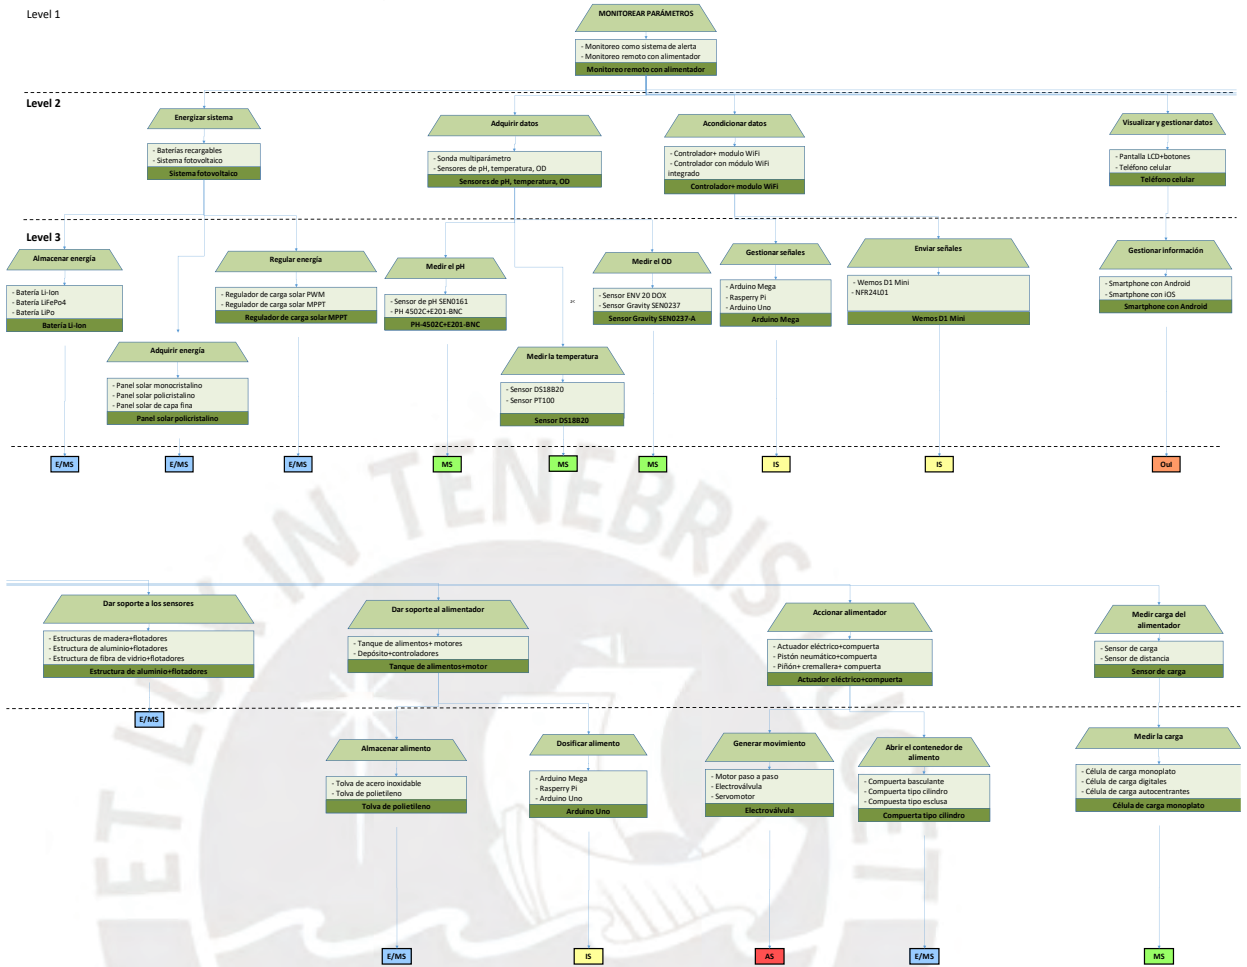 Level 1
MONITOREAR PARÁMETROS
- Monitoreo como sistema de alerta
- Monitoreo remoto con alimentador
Monitoreo remoto con alimentador
Level 2
Energizar sistema
- Baterías recargables
- Sistema fotovoltaico
Sistema fotovoltaico
Adquirir datos
- Sonda multiparámetro
- Sensores de pH, temperatura, OD
Sensores de pH, temperatura, OD
Acondicionar datos
- Controlador+ modulo WiFi
- Controlador con módulo WiFi
integrado
Controlador+ modulo WiFi
Visualizar y gestionar datos
- Pantalla LCD+botones
- Teléfono celular
Teléfono celular
Level 3
Almacenar energía
- Batería Li-Ion
- Batería LiFePo4
- Batería LiPo
Batería Li-Ion
Adquirir energía
- Panel solar monocristalino
- Panel solar policristalino
- Panel solar de capa fina
Panel solar policristalino
Regular energía
- Regulador de carga solar PWM
- Regulador de carga solar MPPT
Regulador de carga solar MPPT
Medir el pH
- Sensor de pH SEN0161
- PH 4502C+E201-BNC
PH-4502C+E201-BNC
Medir la temperatura
- Sensor DS18B20
- Sensor PT100
Sensor DS18B20
Medir el OD
- Sensor ENV 20 DOX
- Sensor Gravity SEN0237
Sensor Gravity SEN0237-A
Gestionar señales
- Arduino Mega
- Rasperry Pi
- Arduino Uno
Arduino Mega
Enviar señales
- Wemos D1 Mini
- NFR24L01
Wemos D1 Mini
Gestionar información
- Smartphone con Android
- Smartphone con iOS
Smartphone con Android
E/MS
E/MS
E/MS
MS
MS
MS
IS
IS
OuI
Dar soporte a los sensores
- Estructuras de madera+flotadores
- Estructura de aluminio+flotadores
- Estructura de fibra de vidrio+flotadores
Estructura de aluminio+flotadores
E/MS
Dar soporte al alimentador
- Tanque de alimentos+ motores
- Depósito+controladores
Tanque de alimentos+motor
Accionar alimentador
- Actuador eléctrico+compuerta
- Pistón neumático+compuerta
- Piñón+ cremallera+ compuerta
Actuador eléctrico+compuerta
Medir carga del
alimentador
- Sensor de carga
- Sensor de distancia
Sensor de carga
Almacenar alimento
- Tolva de acero inoxidable
- Tolva de polietileno
Tolva de polietileno
Dosificar alimento
- Arduino Mega
- Rasperry Pi
- Arduino Uno
Arduino Uno
Generar movimiento
- Motor paso a paso
- Electroválvula
- Servomotor
Electroválvula
Abrir el contenedor de
alimento
- Compuerta basculante
- Compuerta tipo cilindro
- Compuesta tipo esclusa
Compuerta tipo cilindro
Medir la carga
- Célula de carga monoplato
- Célula de carga digitales
- Célula de carga autocentrantes
Célula de carga monoplato
E/MS
IS
AS
E/MS
MS
ET LUX IN TENEBRIS LUCET